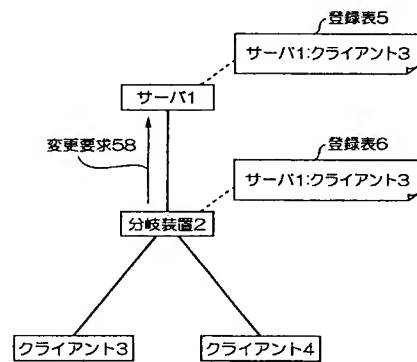 登録表5
サーバ1:クライアント3
サーバ1
変更要求58
登録表6
サーバ1:クライアント3
分岐装置2
クライアント3
クライアント4